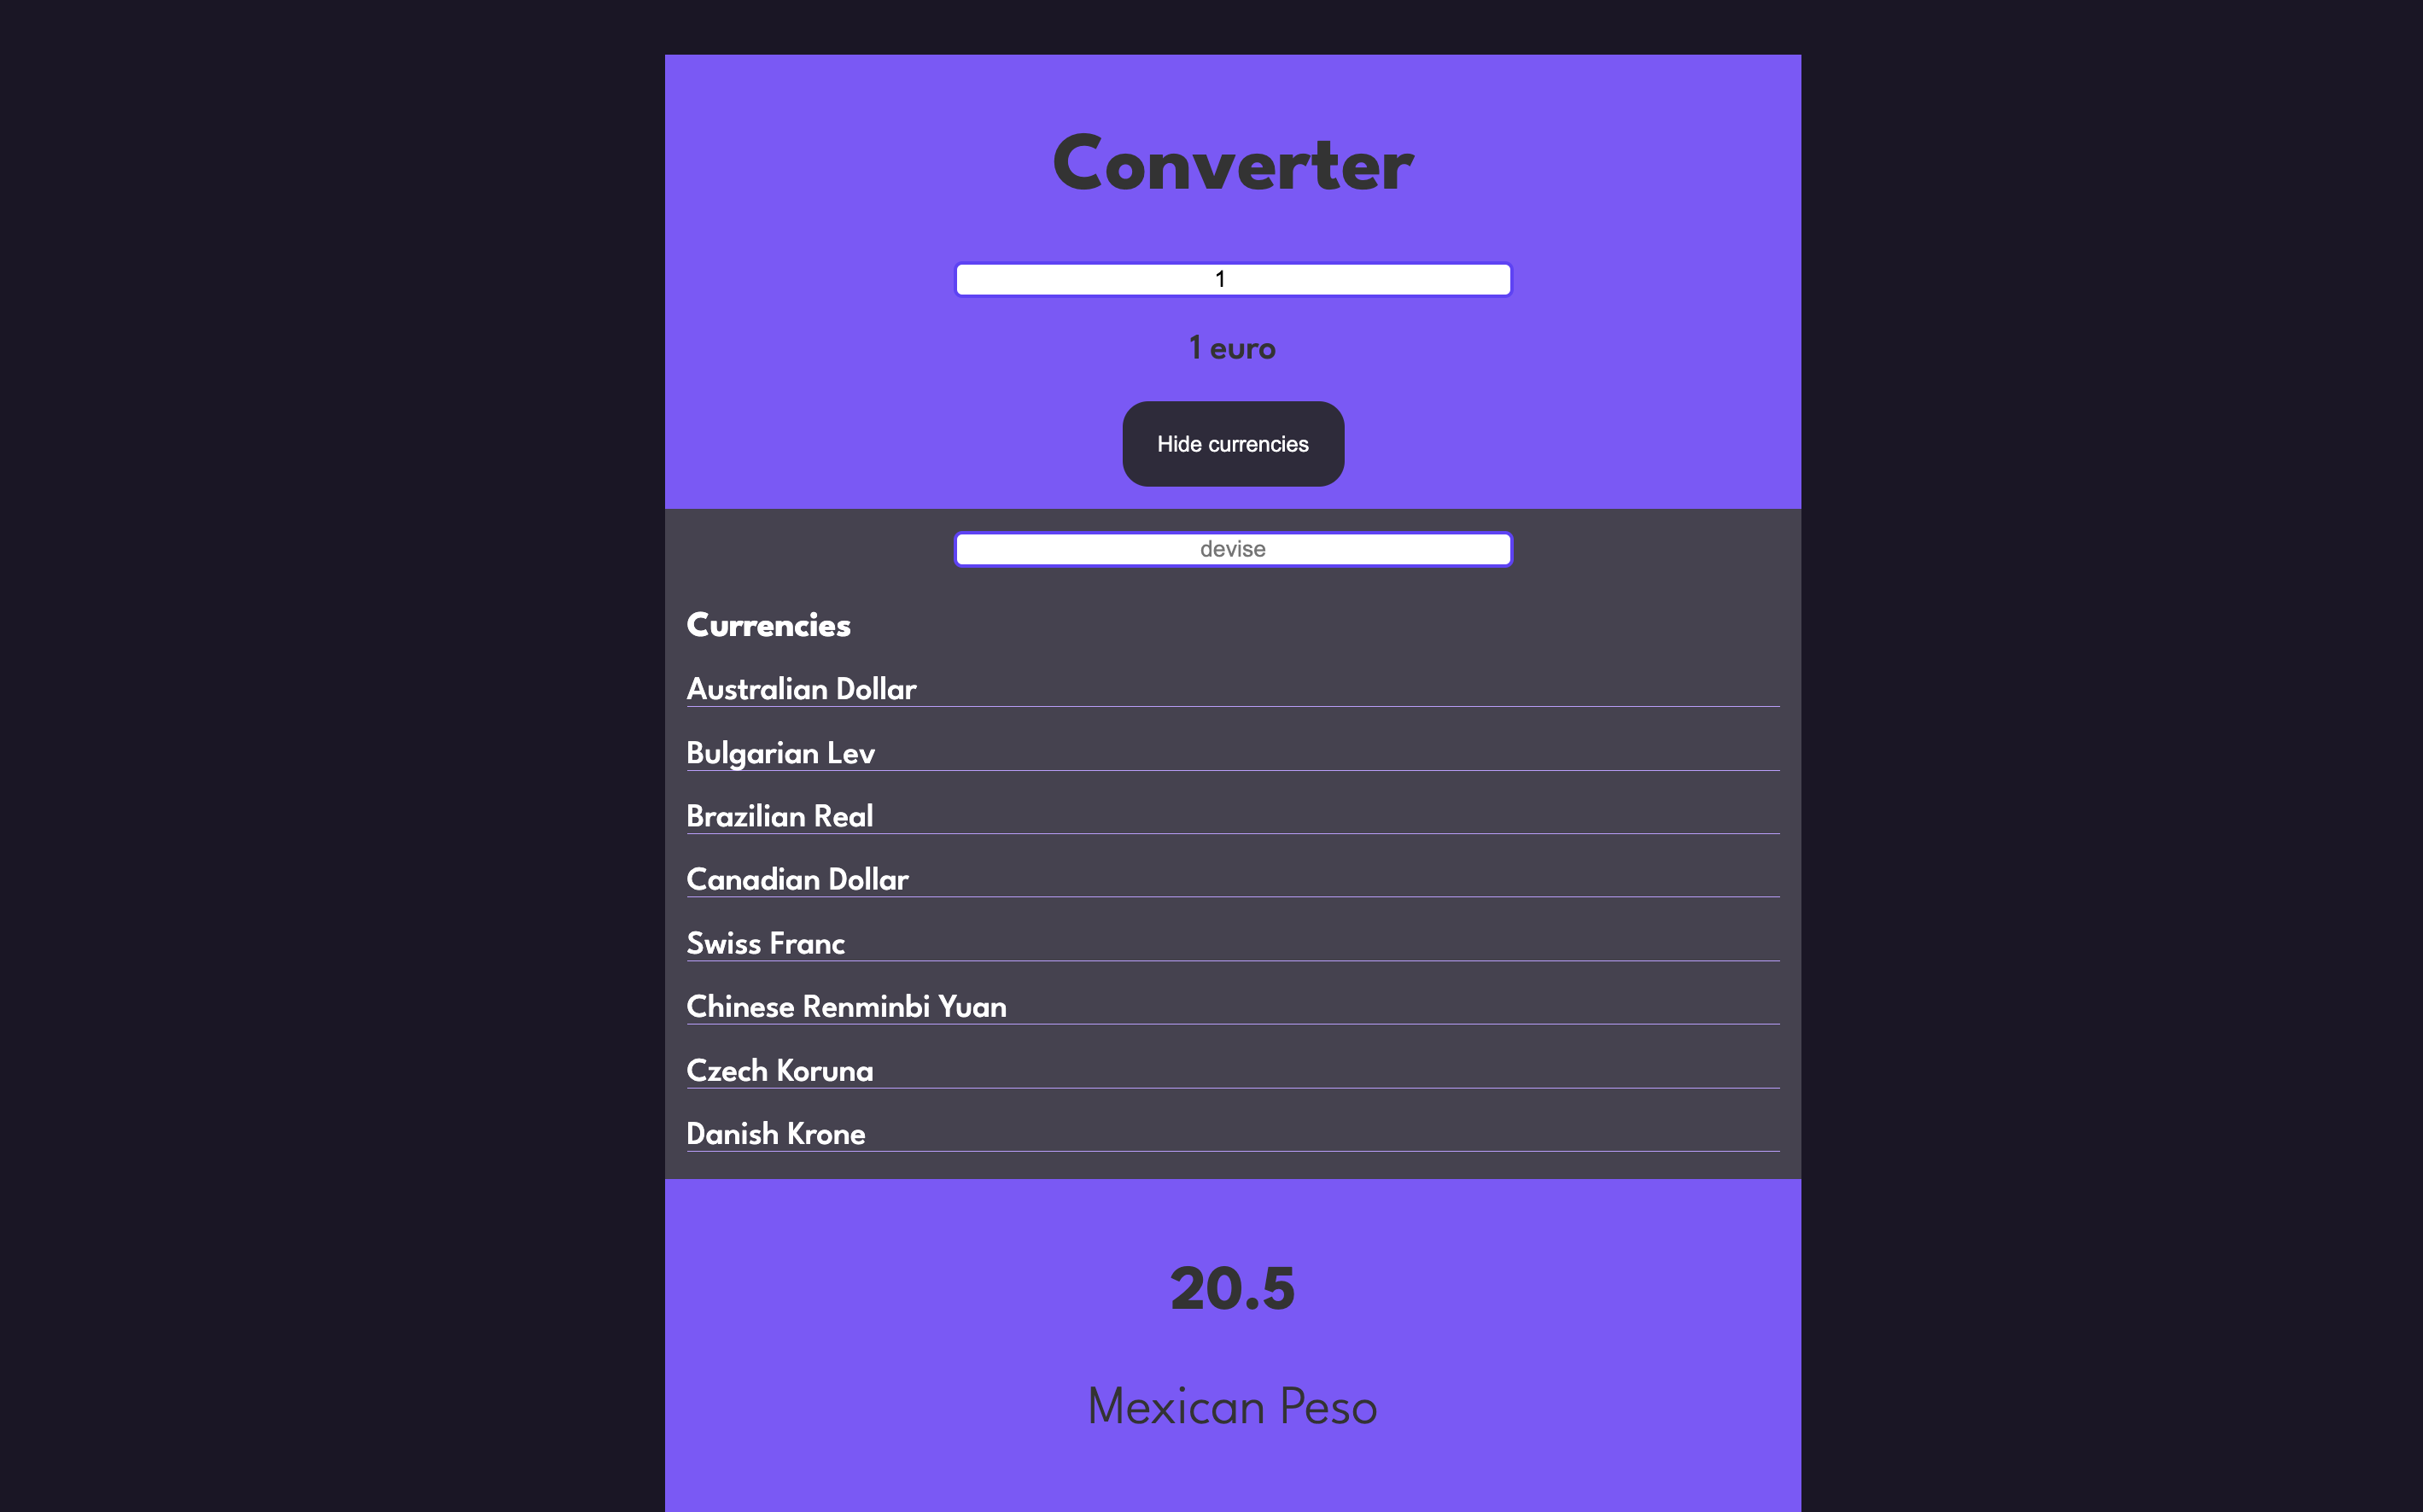 Converter
1
1 euro
Hide currencies
devise
Currencies
Australian Dollar
Bulgarian Lev
Brazilian Real
Canadian Dollar
Swiss Franc
Chinese Renminbi Yuan
Czech Koruna
Danish Krone
20.5
Mexican Peso